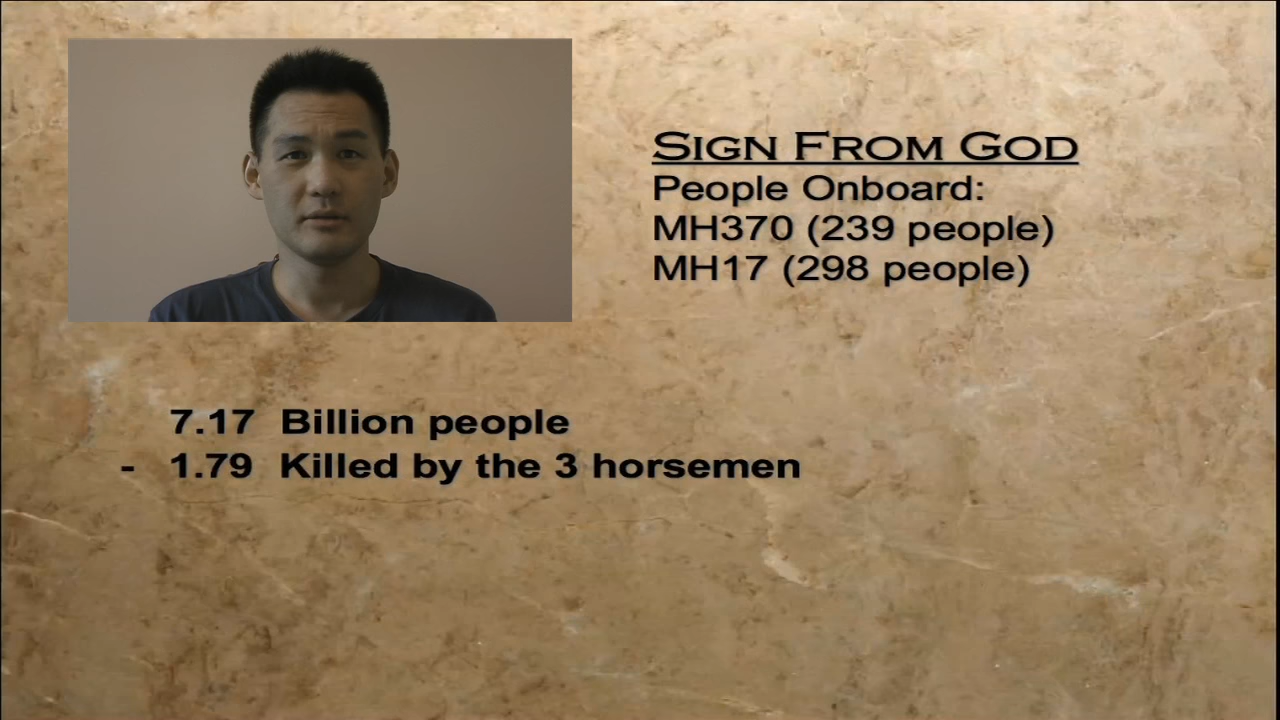 Sign From God
People Onboard:
MH370 (239 people)
MH17 (298 people)
7.17 Billion people
- 1.79 Killed by the 3 horsemen